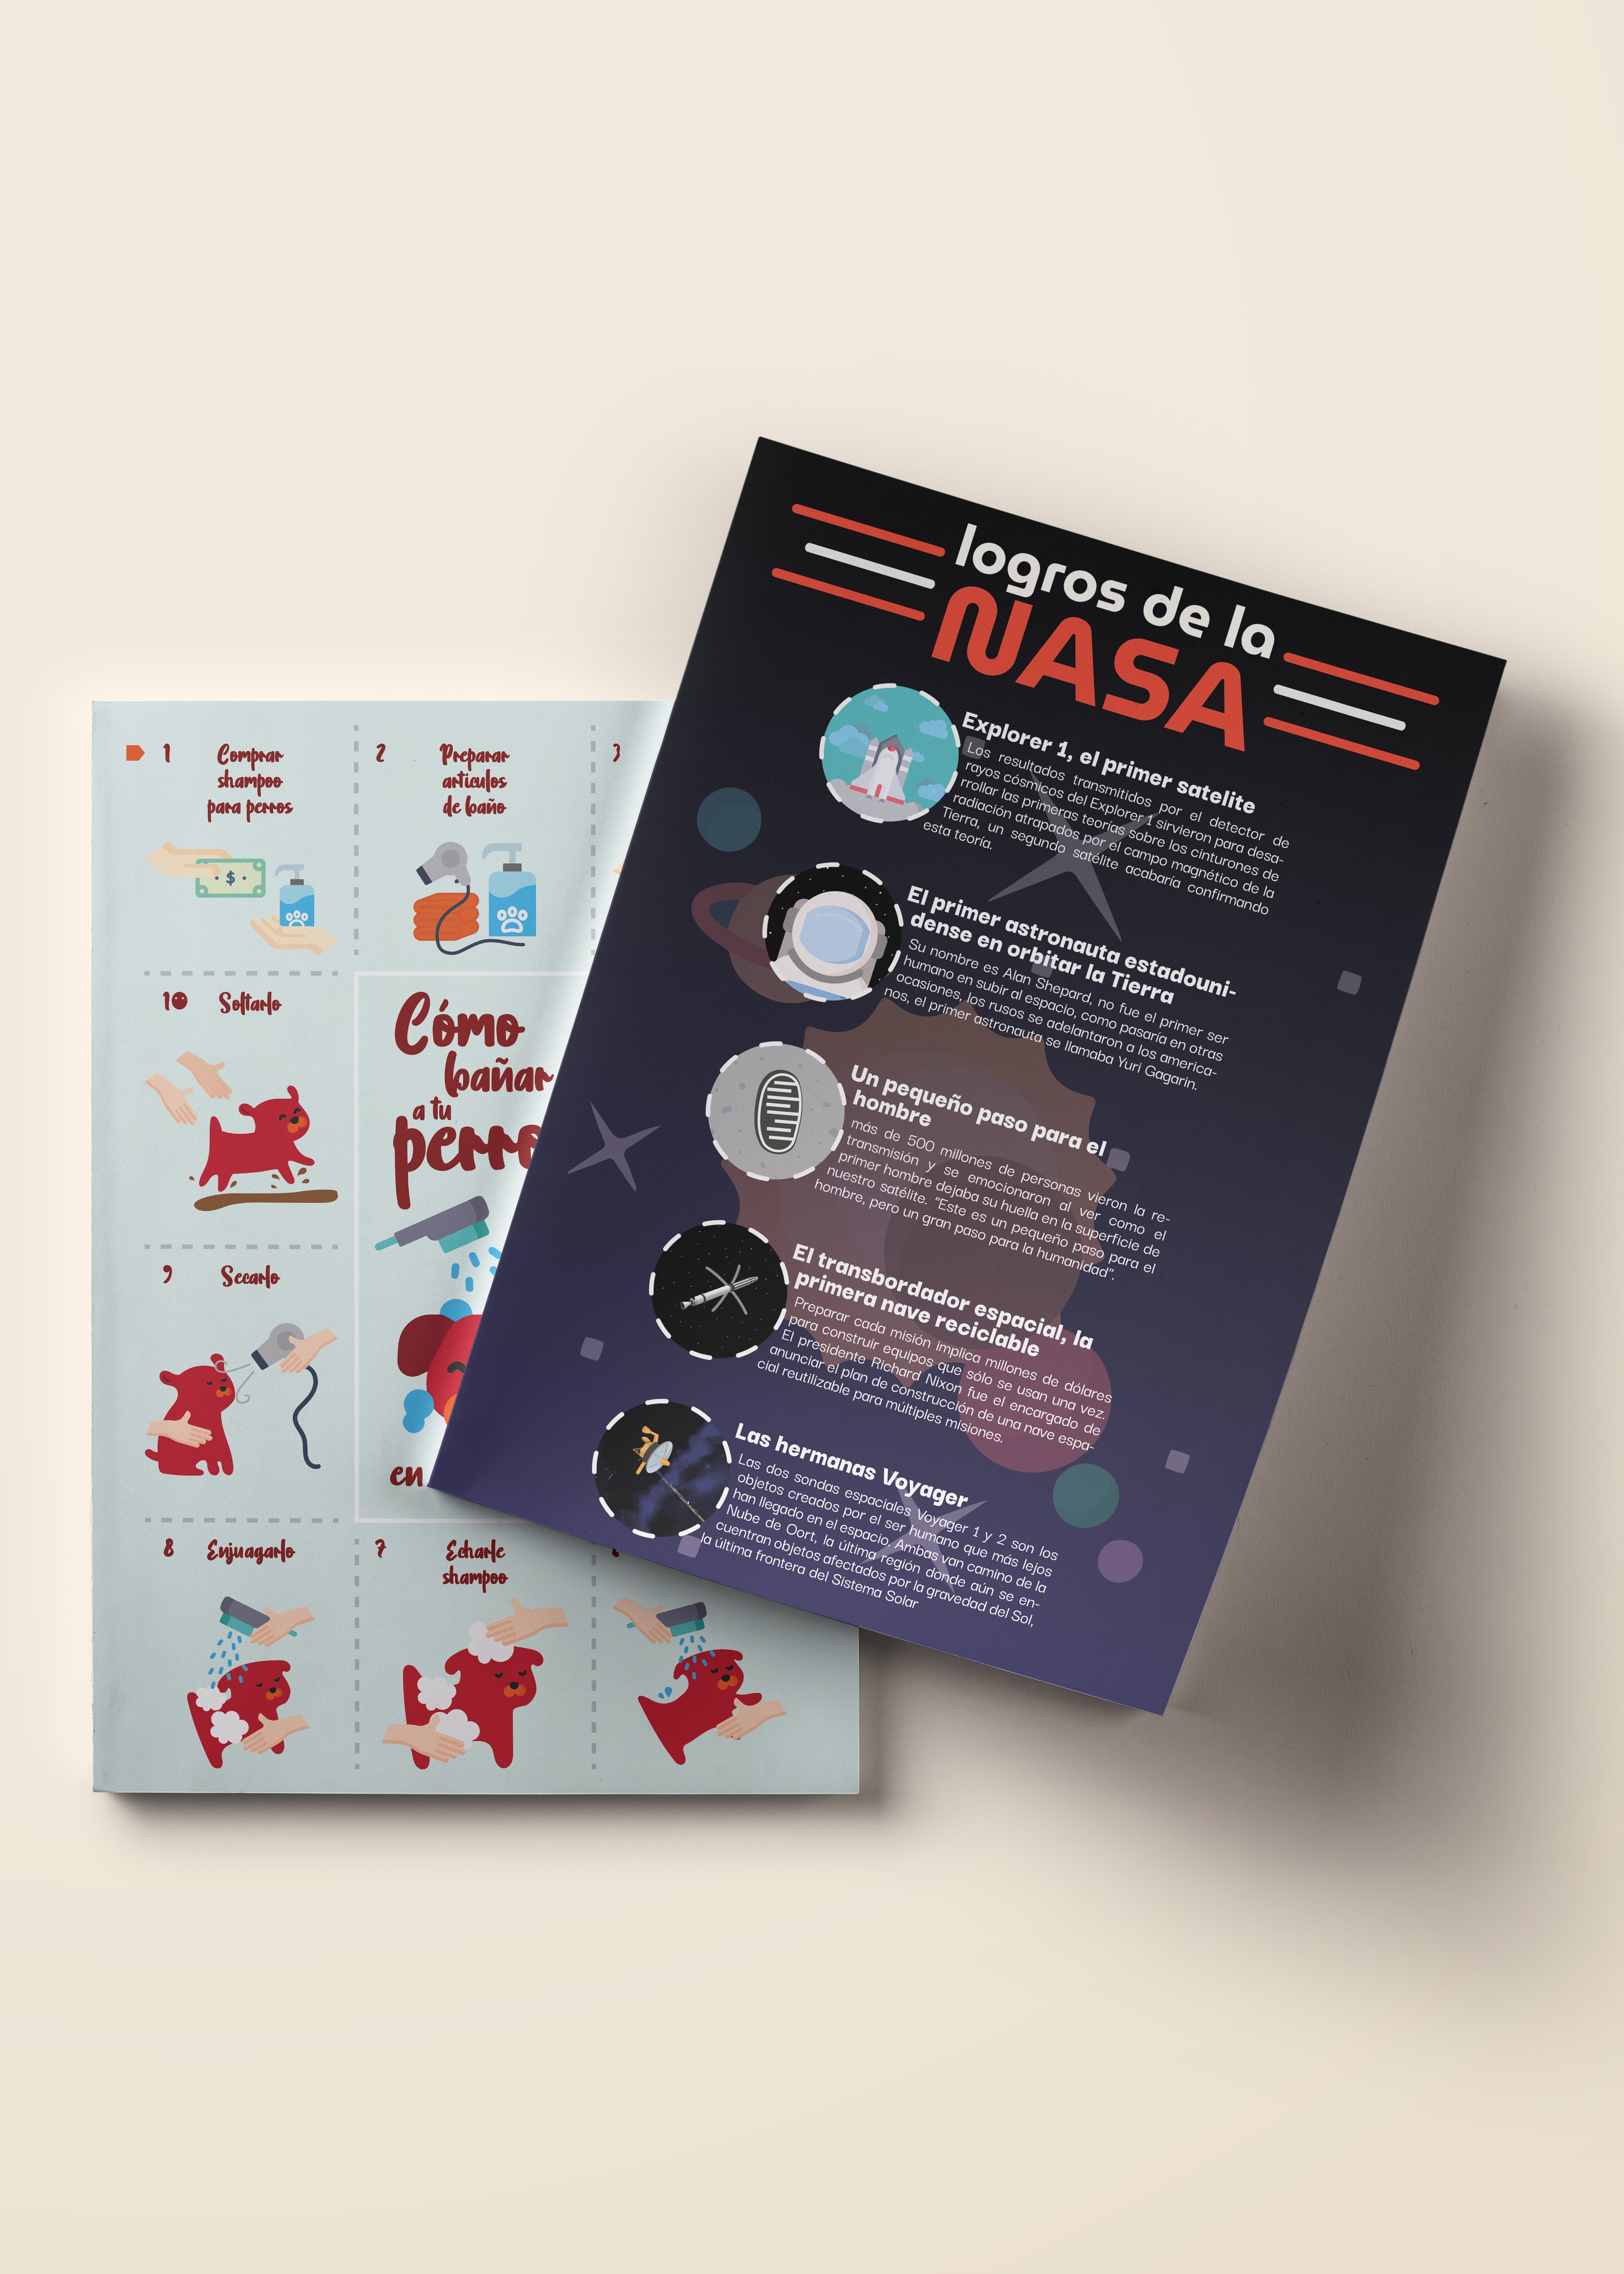 1
Comprar
shampoo
para perros
2
Preparar
articulos
de baño
3
10
Soltarlo
Cómo
bañar
a tu
perro
en
9
Secarlo
8
Enjuagarlo
7
Echarle
shampoo
logros de la
NASA
Explorer 1, el primer satelite
Los resultados transmitidos por el detector de
rayos cósmicos del Explorer 1 sirvieron para desa-
rrollar las primeras teorías sobre los cinturones de
radiación atrapados por el campo magnético de la
Tierra, un segundo satélite acabaría confirmando
esta teoría.
El primer astronauta estadouni-
dense en orbitar la Tierra
Su nombre es Alan Shepard, no fue el primer ser
humano en subir al espacio, como pasaría en otras
ocasiones, los rusos se adelantaron a los america-
nos, el primer astronauta se llamaba Yuri Gagarin.
Un pequeño paso para el
hombre
más de 500 millones de personas vieron la re-
transmisión y se emocionaron al ver como el
primer hombre dejaba su huella en la superficie de
nuestro satélite. "Este es un pequeño paso para el
hombre, pero un gran paso para la humanidad".
El transbordador espacial, la
primera nave reciclable
Preparar cada misión implica millones de dólares
para construir equipos que sólo se usan una vez.
El presidente Richard Nixon fue el encargado de
anunciar el plan de construcción de una nave espa-
cial reutilizable para múltiples misiones.
Las hermanas Voyager
Las dos sondas espaciales Voyager 1 y 2 son los
objetos creados por el ser humano que más lejos
han llegado en el espacio. Ambas van camino de la
Nube de Oort, la última región donde aún se en-
cuentran objetos afectados por la gravedad del Sol,
la última frontera del Sistema Solar